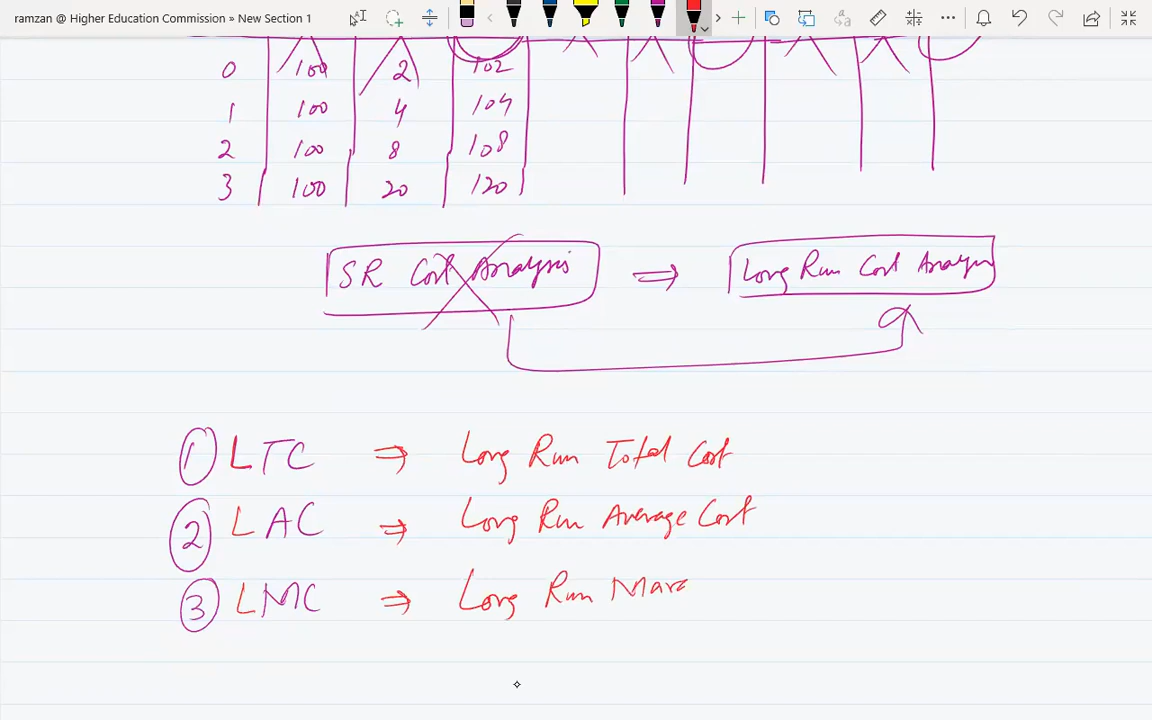 ramzan @ Higher Education Commission » New Section 1
0 100 2 102
1 100 4 104
2 100 8 108
3 100 20 120
SR Cost Analysis ⇒ Long Run Cost Analysis
1 LTC ⇒ Long Run Total Cost
2 LAC ⇒ Long Run Average Cost
3 LMC ⇒ Long Run Marg